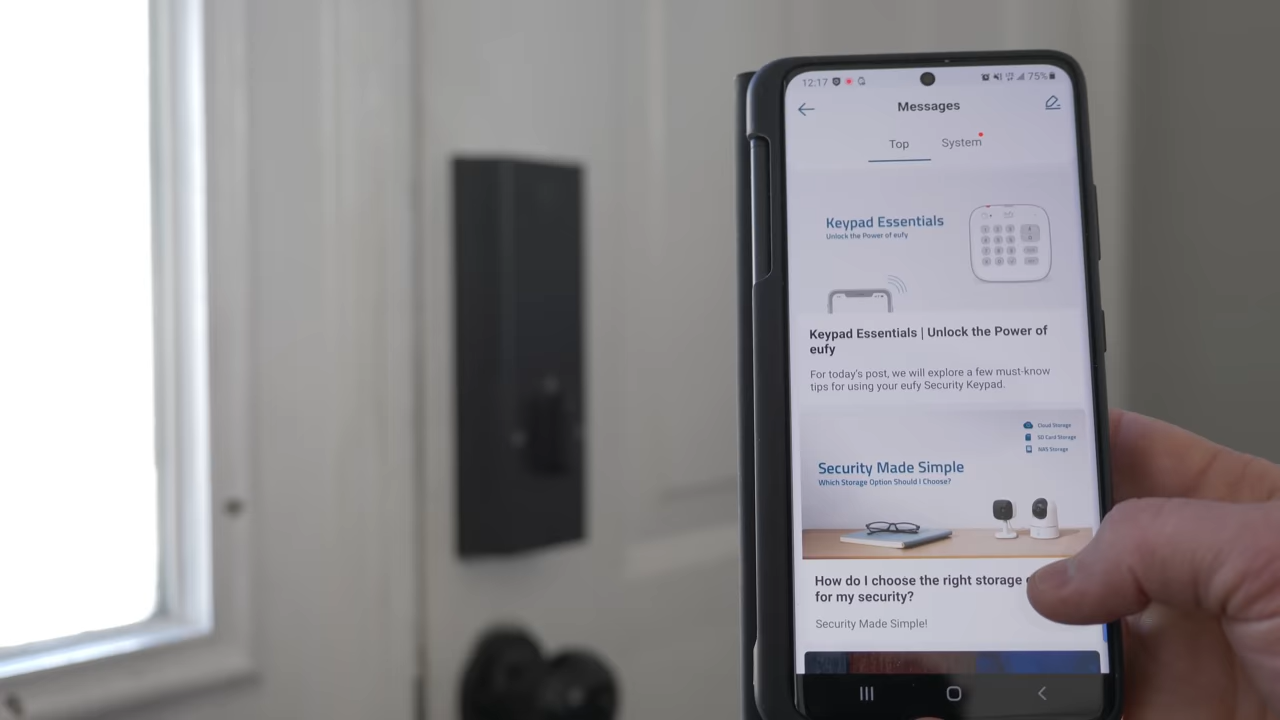 12:17
75%
Messages
Top
System
Keypad Essentials
Unlock the Power of eufy
Keypad Essentials | Unlock the Power of
eufy
For today's post, we will explore a few must-know
tips for using your eufy Security Keypad.
Cloud Storage
SD Card Storage
NAS Storage
Security Made Simple
Which Storage Option Should I Choose?
How do I choose the right storage
for my security?
Security Made Simple!